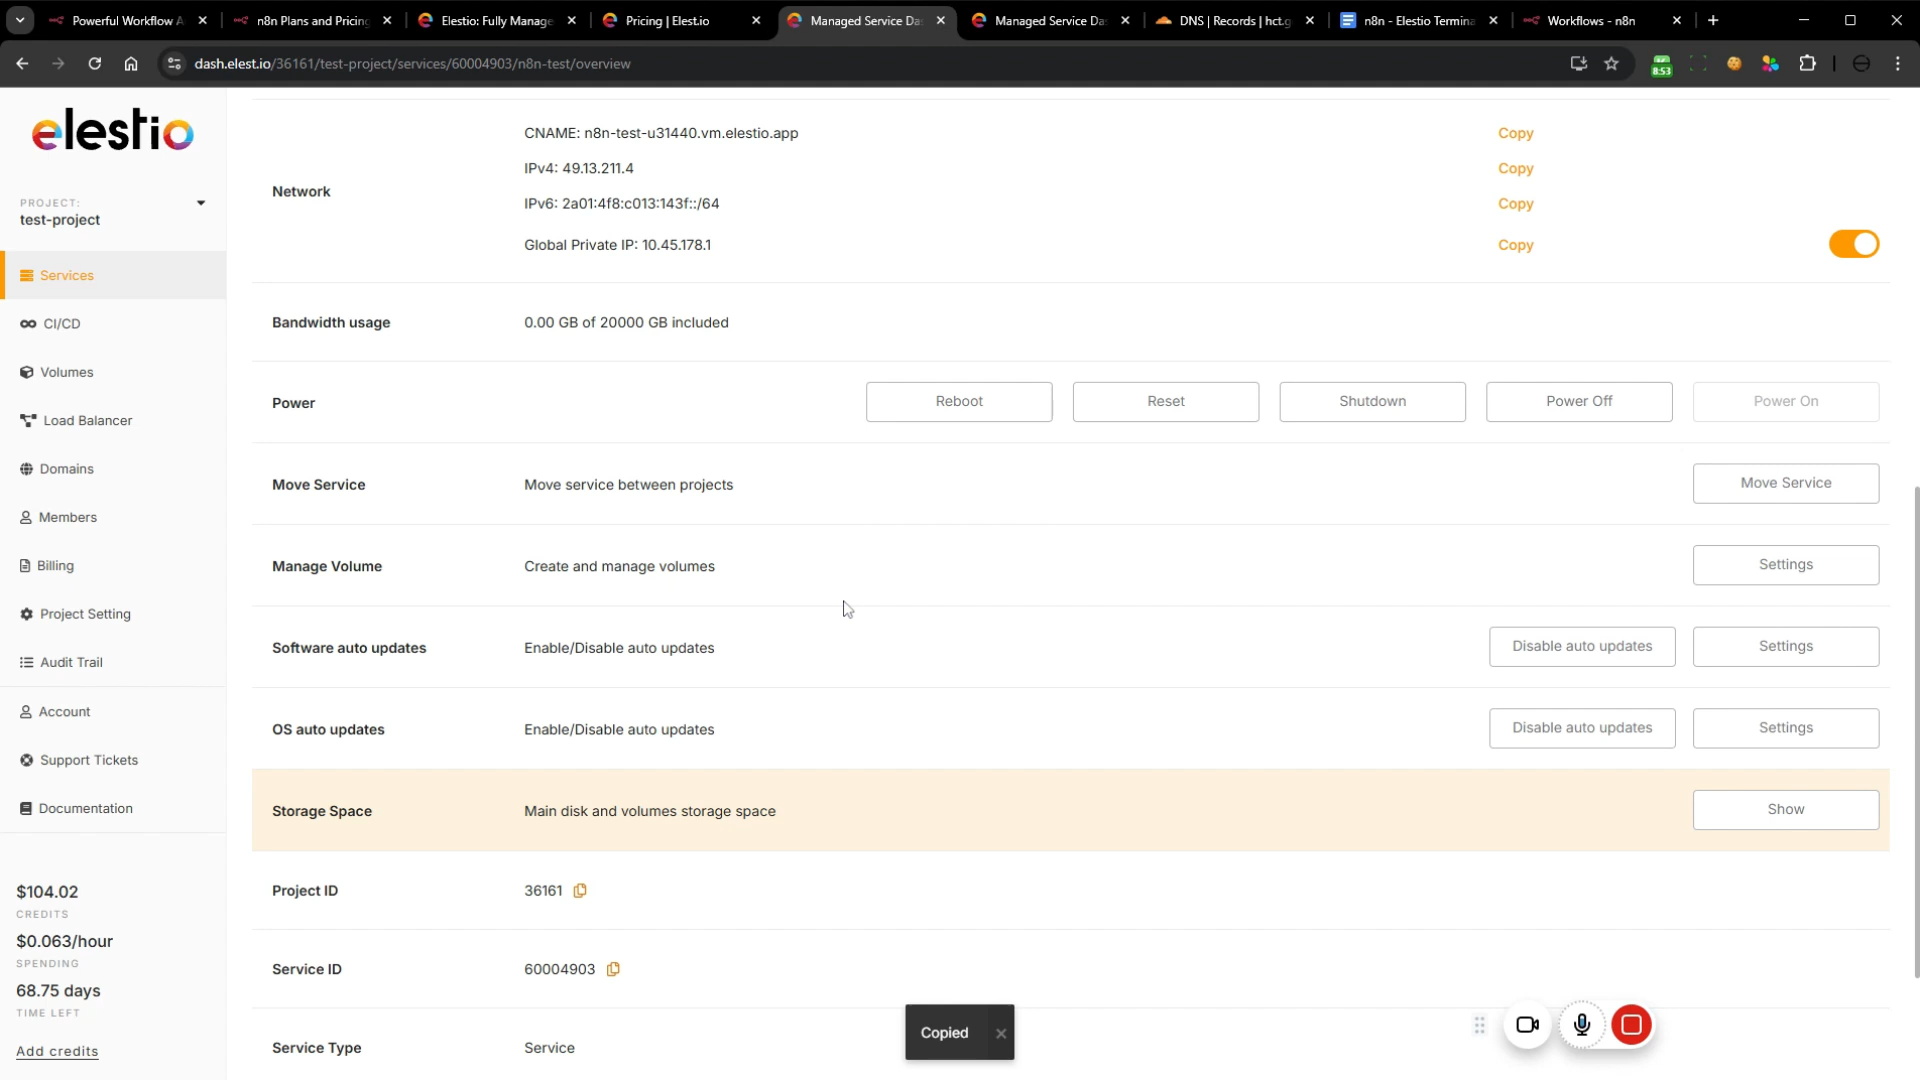 Powerful Workflow A
n8n Plans and Pricing
Elestio: Fully Manage
Pricing | Elest.io
Managed Service Da
Managed Service Da
DNS | Records | hct.g
n8n - Elestio Termina
Workflows - n8n
dash.elest.io/36161/test-project/services/60004903/n8n-test/overview
8:53
elestio
PROJECT:
test-project
Services
CI/CD
Volumes
Load Balancer
Domains
Members
Billing
Project Setting
Audit Trail
Account
Support Tickets
Documentation
$104.02
CREDITS
$0.063/hour
SPENDING
68.75 days
TIME LEFT
Add credits
Network
CNAME: n8n-test-u31440.vm.elestio.app Copy
IPv4: 49.13.211.4 Copy
IPv6: 2a01:4f8:c013:143f::/64 Copy
Global Private IP: 10.45.178.1 Copy
Bandwidth usage 0.00 GB of 20000 GB included
Power Reboot Reset Shutdown Power Off Power On
Move Service Move service between projects Move Service
Manage Volume Create and manage volumes Settings
Software auto updates Enable/Disable auto updates Disable auto updates Settings
OS auto updates Enable/Disable auto updates Disable auto updates Settings
Storage Space Main disk and volumes storage space Show
Project ID 36161
Service ID 60004903
Service Type Service
Copied